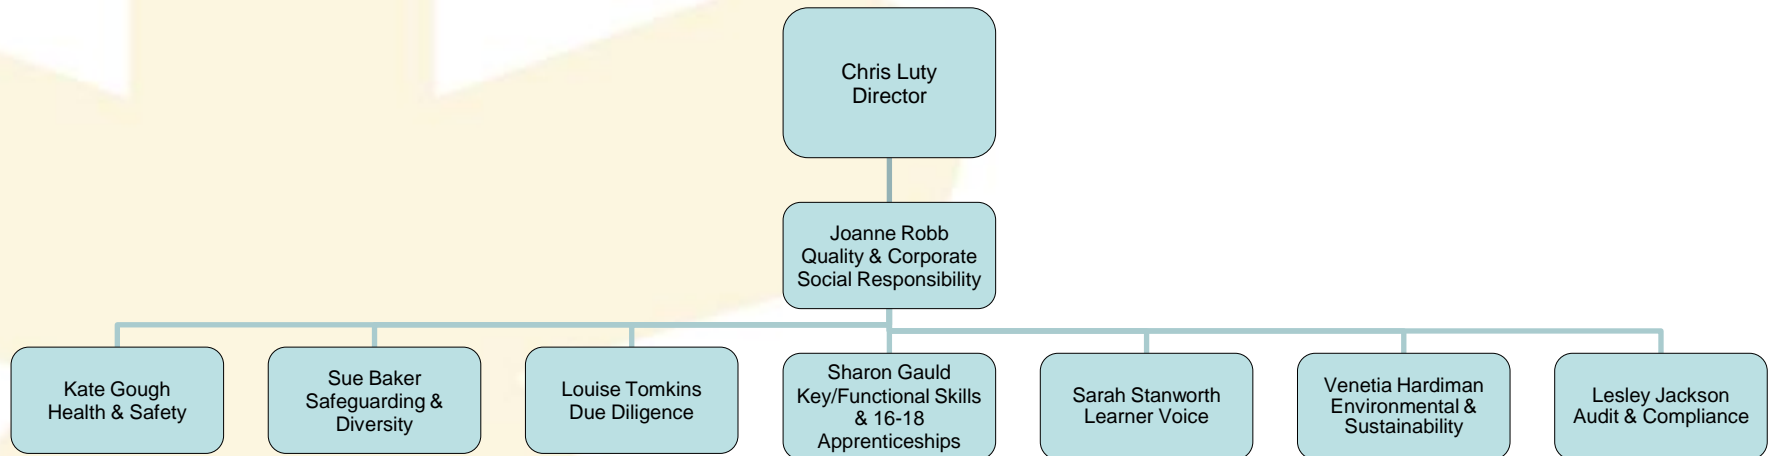 Chris Luty
Director
Joanne Robb
Quality & Corporate
Social Responsibility
Kate Gough
Health & Safety
Sue Baker
Safeguarding &
Diversity
Louise Tomkins
Due Diligence
Sharon Gauld
Key/Functional Skills
& 16-18
Apprenticeships
Sarah Stanworth
Learner Voice
Venetia Hardiman
Environmental &
Sustainability
Lesley Jackson
Audit & Compliance